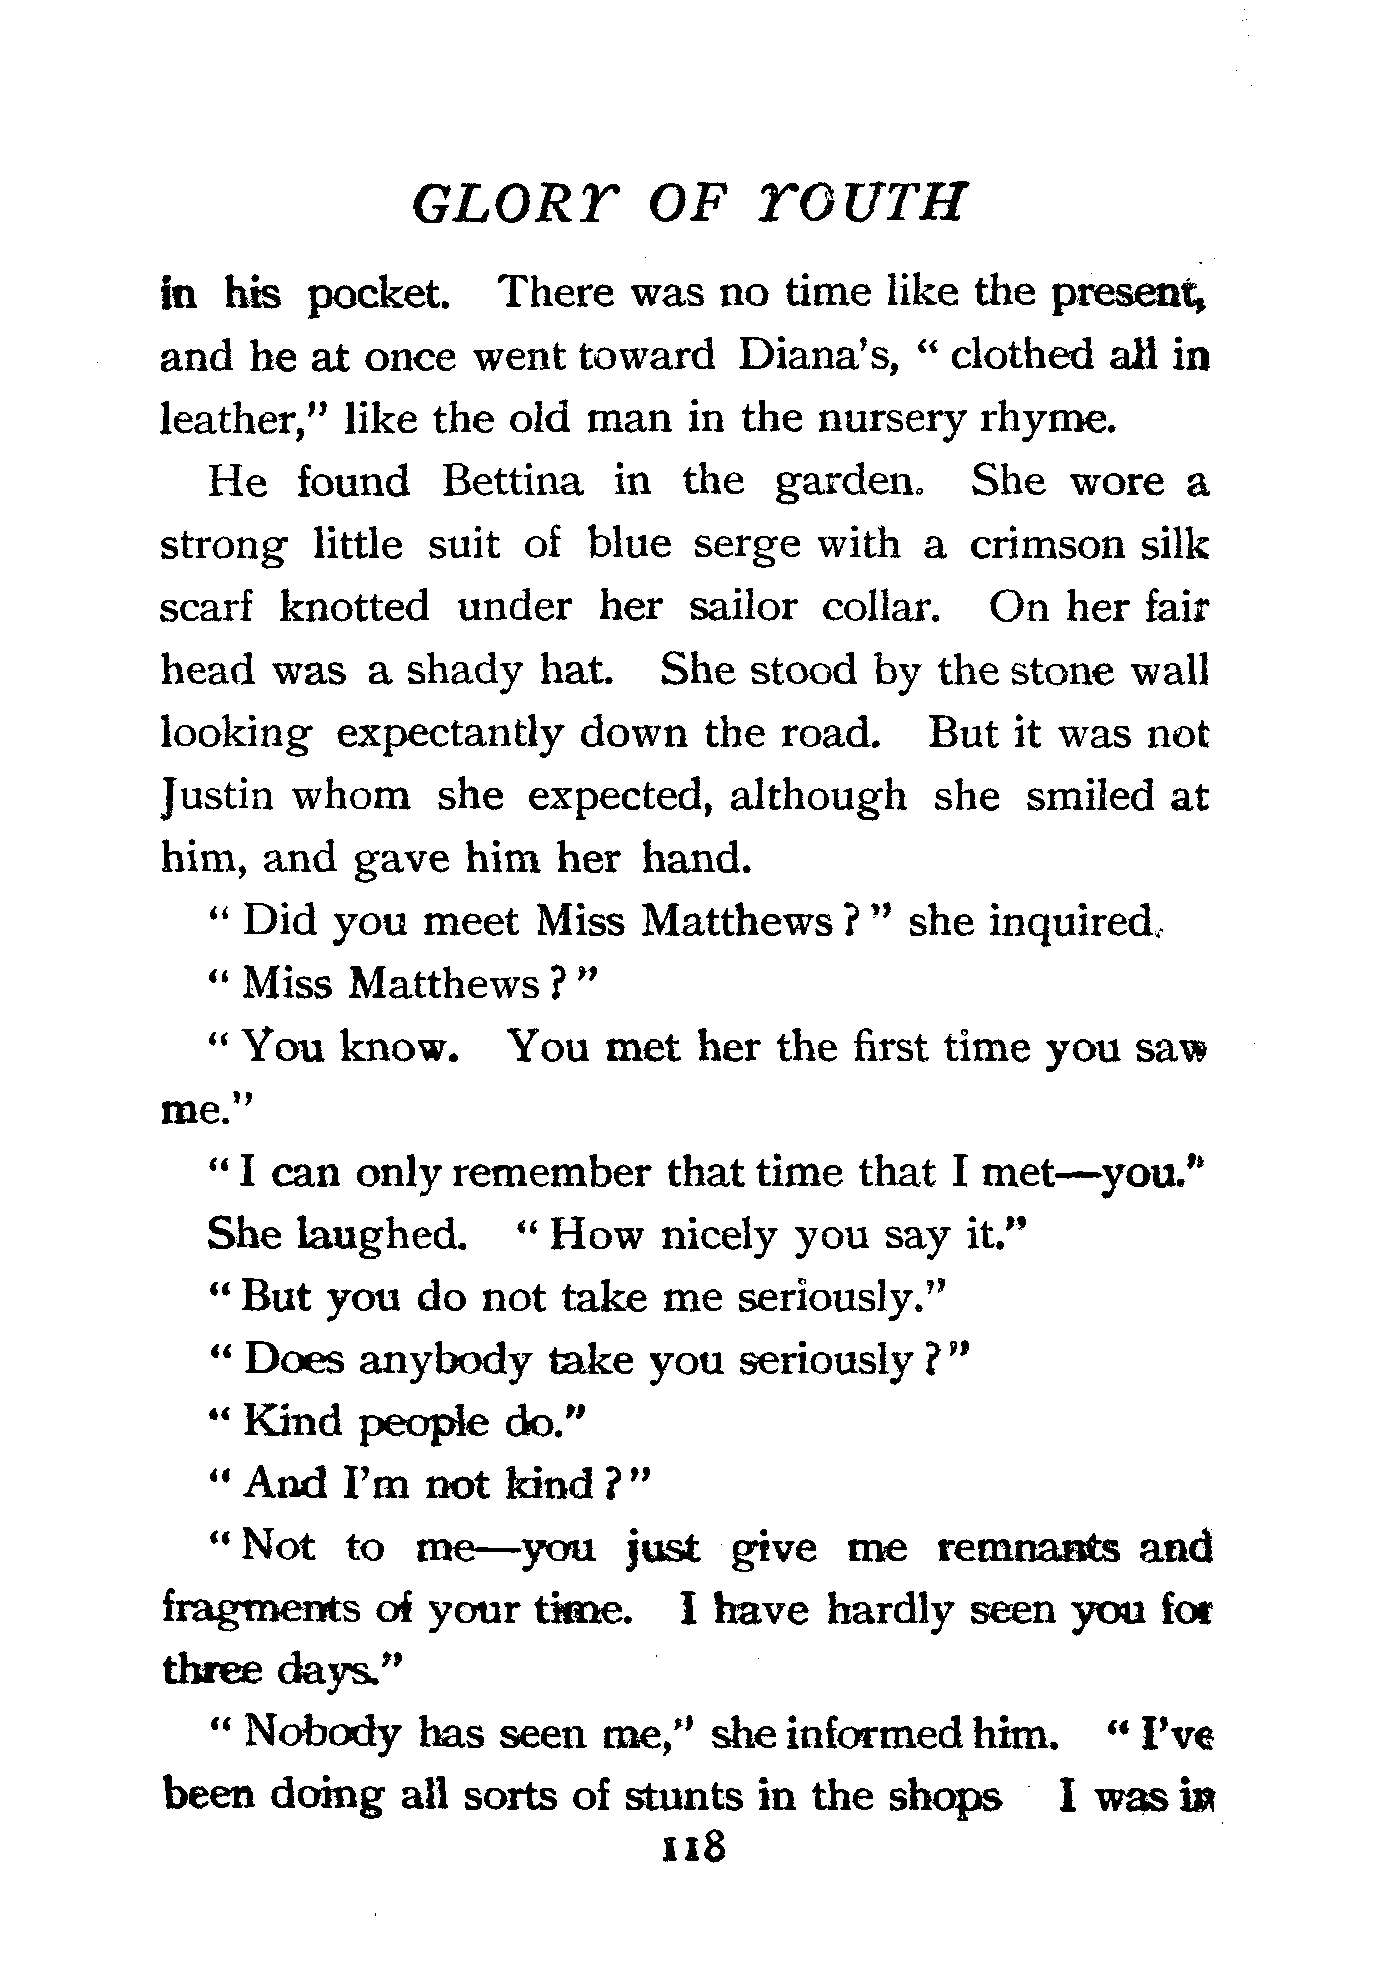 GLORY OF YOUTH
in his pocket. There was no time like the present,
and he at once went toward Diana's, " clothed all in
leather," like the old man in the nursery rhyme.
He found Bettina in the garden. She wore a
strong little suit of blue serge with a crimson silk
scarf knotted under her sailor collar. On her fair
head was a shady hat. She stood by the stone wall
looking expectantly down the road. But it was not
Justin whom she expected, although she smiled at
him, and gave him her hand.
" Did you meet Miss Matthews ? " she inquired.
" Miss Matthews ? "
" You know. You met her the first time you saw
me."
" I can only remember that time that I met—you."
She laughed. " How nicely you say it."
" But you do not take me seriously."
" Does anybody take you seriously ? "
" Kind people do."
" And I'm not kind ? "
" Not to me—you just give me remnants and
fragments of your time. I have hardly seen you for
three days."
" Nobody has seen me," she informed him. " I've
been doing all sorts of stunts in the shops I was in
118